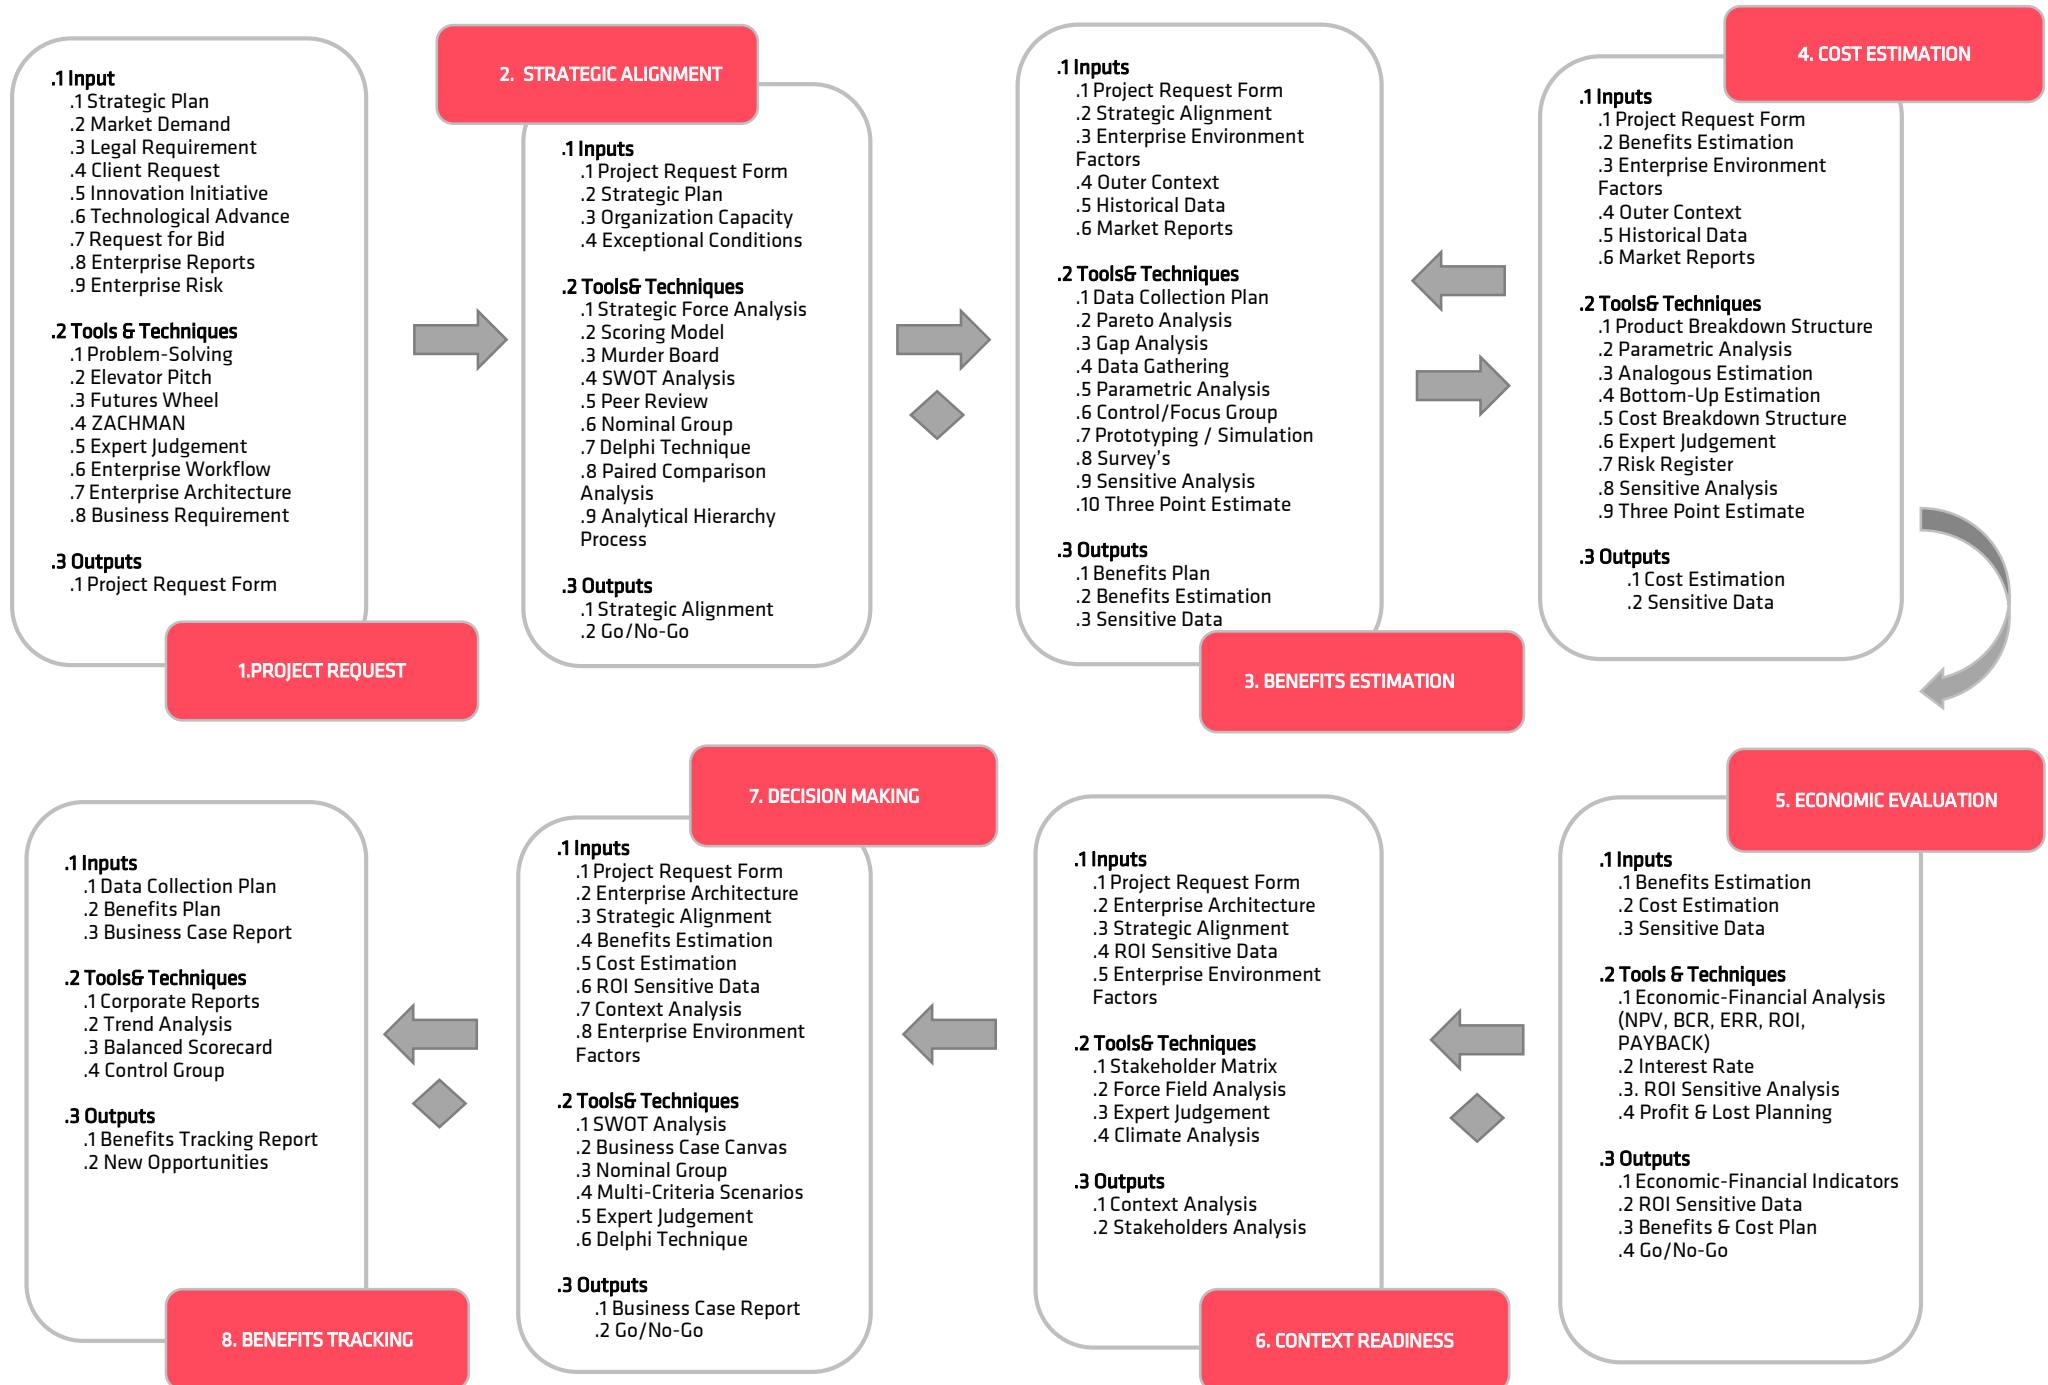 .1 Input
.1 Strategic Plan
.2 Market Demand
.3 Legal Requirement
.4 Client Request
.5 Innovation Initiative
.6 Technological Advance
.7 Request for Bid
.8 Enterprise Reports
.9 Enterprise Risk
.2 Tools & Techniques
.1 Problem-Solving
.2 Elevator Pitch
.3 Futures Wheel
.4 ZACHMAN
.5 Expert Judgement
.6 Enterprise Workflow
.7 Enterprise Architecture
.8 Business Requirement
.3 Outputs
.1 Project Request Form
1.PROJECT REQUEST
2. STRATEGIC ALIGNMENT
.1 Inputs
.1 Project Request Form
.2 Strategic Plan
.3 Organization Capacity
.4 Exceptional Conditions
.2 Tools& Techniques
.1 Strategic Force Analysis
.2 Scoring Model
.3 Murder Board
.4 SWOT Analysis
.5 Peer Review
.6 Nominal Group
.7 Delphi Technique
.8 Paired Comparison
Analysis
.9 Analytical Hierarchy
Process
.3 Outputs
.1 Strategic Alignment
.2 Go/No-Go
.1 Inputs
.1 Project Request Form
.2 Strategic Alignment
.3 Enterprise Environment
Factors
.4 Outer Context
.5 Historical Data
.6 Market Reports
.2 Tools& Techniques
.1 Data Collection Plan
.2 Pareto Analysis
.3 Gap Analysis
.4 Data Gathering
.5 Parametric Analysis
.6 Control/Focus Group
.7 Prototyping / Simulation
.8 Survey's
.9 Sensitive Analysis
.10 Three Point Estimate
.3 Outputs
.1 Benefits Plan
.2 Benefits Estimation
.3 Sensitive Data
3. BENEFITS ESTIMATION
4. COST ESTIMATION
.1 Inputs
.1 Project Request Form
.2 Benefits Estimation
.3 Enterprise Environment
Factors
.4 Outer Context
.5 Historical Data
.6 Market Reports
.2 Tools& Techniques
.1 Product Breakdown Structure
.2 Parametric Analysis
.3 Analogous Estimation
.4 Bottom-Up Estimation
.5 Cost Breakdown Structure
.6 Expert Judgement
.7 Risk Register
.8 Sensitive Analysis
.9 Three Point Estimate
.3 Outputs
.1 Cost Estimation
.2 Sensitive Data
5. ECONOMIC EVALUATION
.1 Inputs
.1 Benefits Estimation
.2 Cost Estimation
.3 Sensitive Data
.2 Tools & Techniques
.1 Economic-Financial Analysis
(NPV, BCR, ERR, ROI,
PAYBACK)
.2 Interest Rate
.3. ROI Sensitive Analysis
.4 Profit & Lost Planning
.3 Outputs
.1 Economic-Financial Indicators
.2 ROI Sensitive Data
.3 Benefits & Cost Plan
.4 Go/No-Go
.1 Inputs
.1 Project Request Form
.2 Enterprise Architecture
.3 Strategic Alignment
.4 ROI Sensitive Data
.5 Enterprise Environment
Factors
.2 Tools& Techniques
.1 Stakeholder Matrix
.2 Force Field Analysis
.3 Expert Judgement
.4 Climate Analysis
.3 Outputs
.1 Context Analysis
.2 Stakeholders Analysis
6. CONTEXT READINESS
7. DECISION MAKING
.1 Inputs
.1 Project Request Form
.2 Enterprise Architecture
.3 Strategic Alignment
.4 Benefits Estimation
.5 Cost Estimation
.6 ROI Sensitive Data
.7 Context Analysis
.8 Enterprise Environment
Factors
.2 Tools& Techniques
.1 SWOT Analysis
.2 Business Case Canvas
.3 Nominal Group
.4 Multi-Criteria Scenarios
.5 Expert Judgement
.6 Delphi Technique
.3 Outputs
.1 Business Case Report
.2 Go/No-Go
.1 Inputs
.1 Data Collection Plan
.2 Benefits Plan
.3 Business Case Report
.2 Tools& Techniques
.1 Corporate Reports
.2 Trend Analysis
.3 Balanced Scorecard
.4 Control Group
.3 Outputs
.1 Benefits Tracking Report
.2 New Opportunities
8. BENEFITS TRACKING